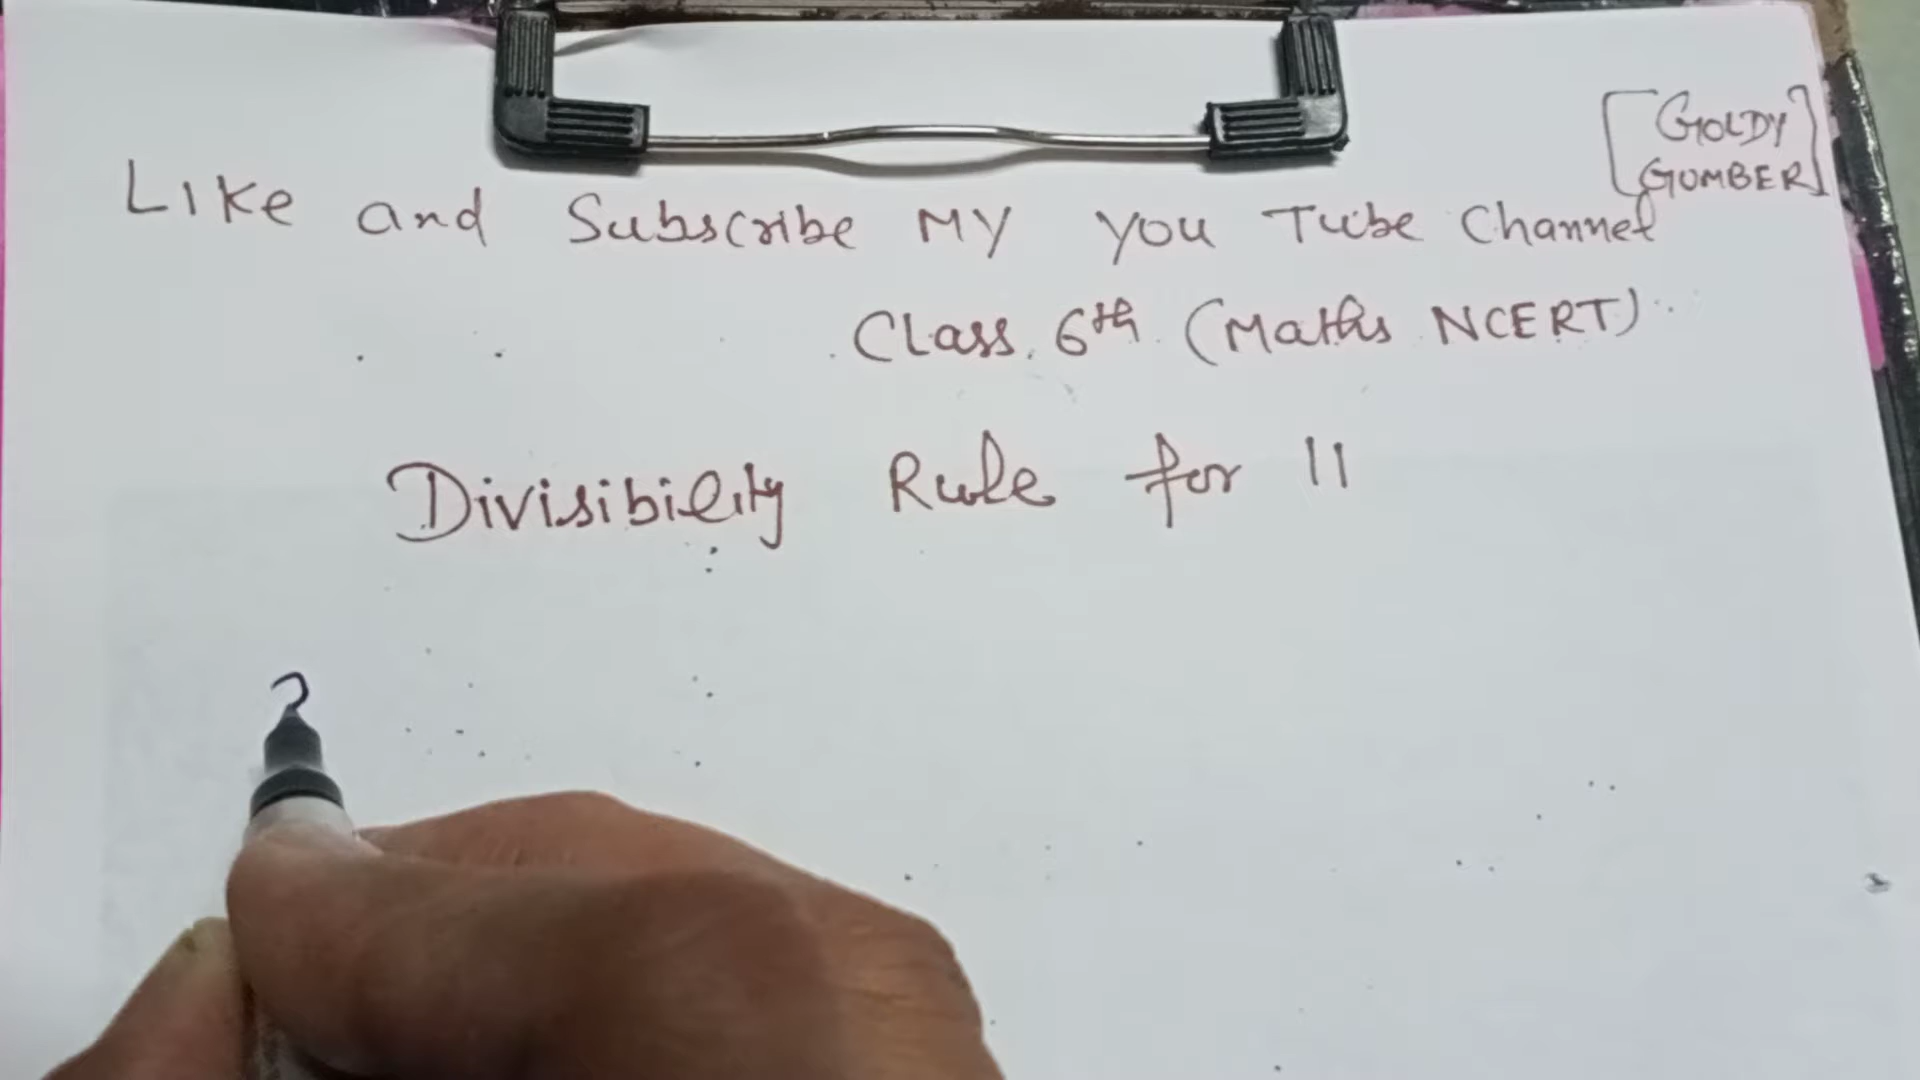 [GOLDY
GUMBER]
LIKe and Subscribe MY you Tube Channel
Class 6th (Maths NCERT)
Divisibility Rule for 11